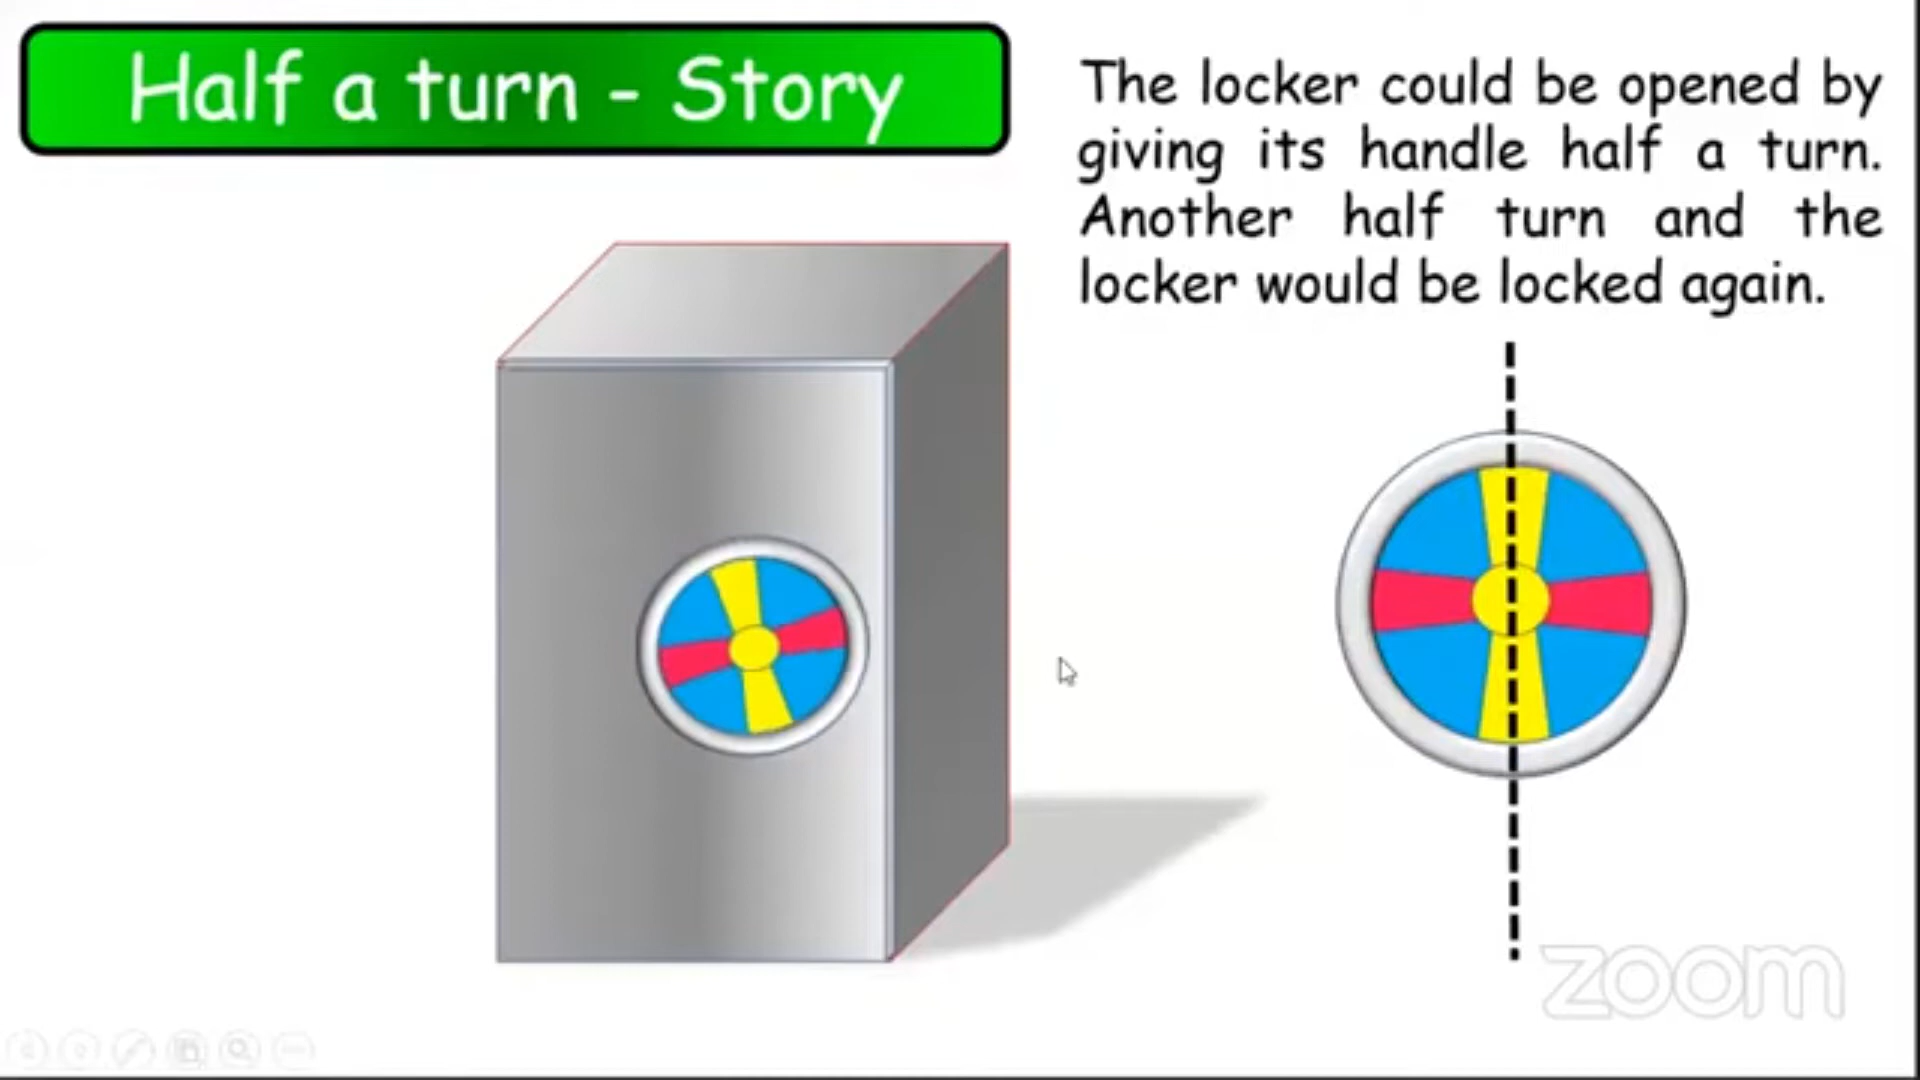 Half a turn - Story
The locker could be opened by
giving its handle half a turn.
Another half turn and the
locker would be locked again.
zoom